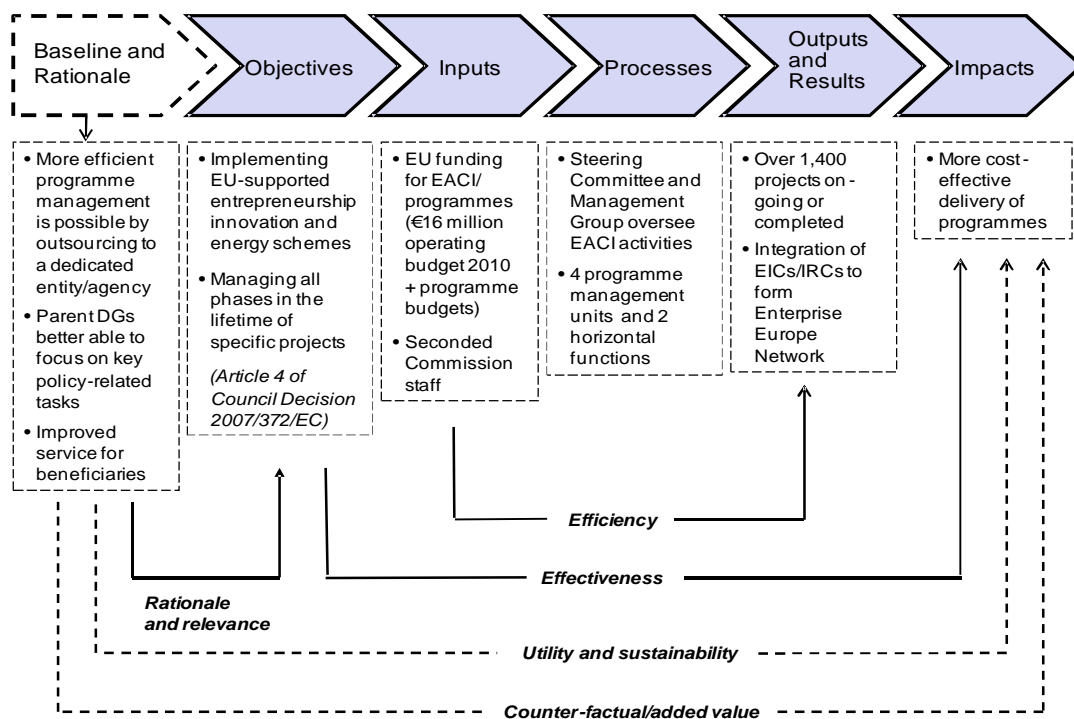 Baseline and
Rationale
Objectives
Inputs
Processes
Outputs
and
Results
Impacts
• More efficient
programme
management
is possible by
outsourcing to
a dedicated
entity/agency
• Parent DGs
better able to
focus on key
policy-related
tasks
• Improved
service for
beneficiaries
• Implementing
EU-supported
entrepreneurship
innovation and
energy schemes
• Managing all
phases in the
lifetime of
specific projects
(Article 4 of
Council Decision
2007/372/EC)
• EU funding
for EACI/
programmes
(€16 million
operating
budget 2010
+ programme
budgets)
• Seconded
Commission
staff
• Steering
Committee and
Management
Group oversee
EACI activities
• 4 programme
management
units and 2
horizontal
functions
• Over 1,400
projects on-
going or
completed
• Integration of
EICs/IRCs to
form
Enterprise
Europe
Network
• More cost-
effective
delivery of
programmes
Efficiency
Effectiveness
Rationale
and relevance
Utility and sustainability
Counter-factual/added value